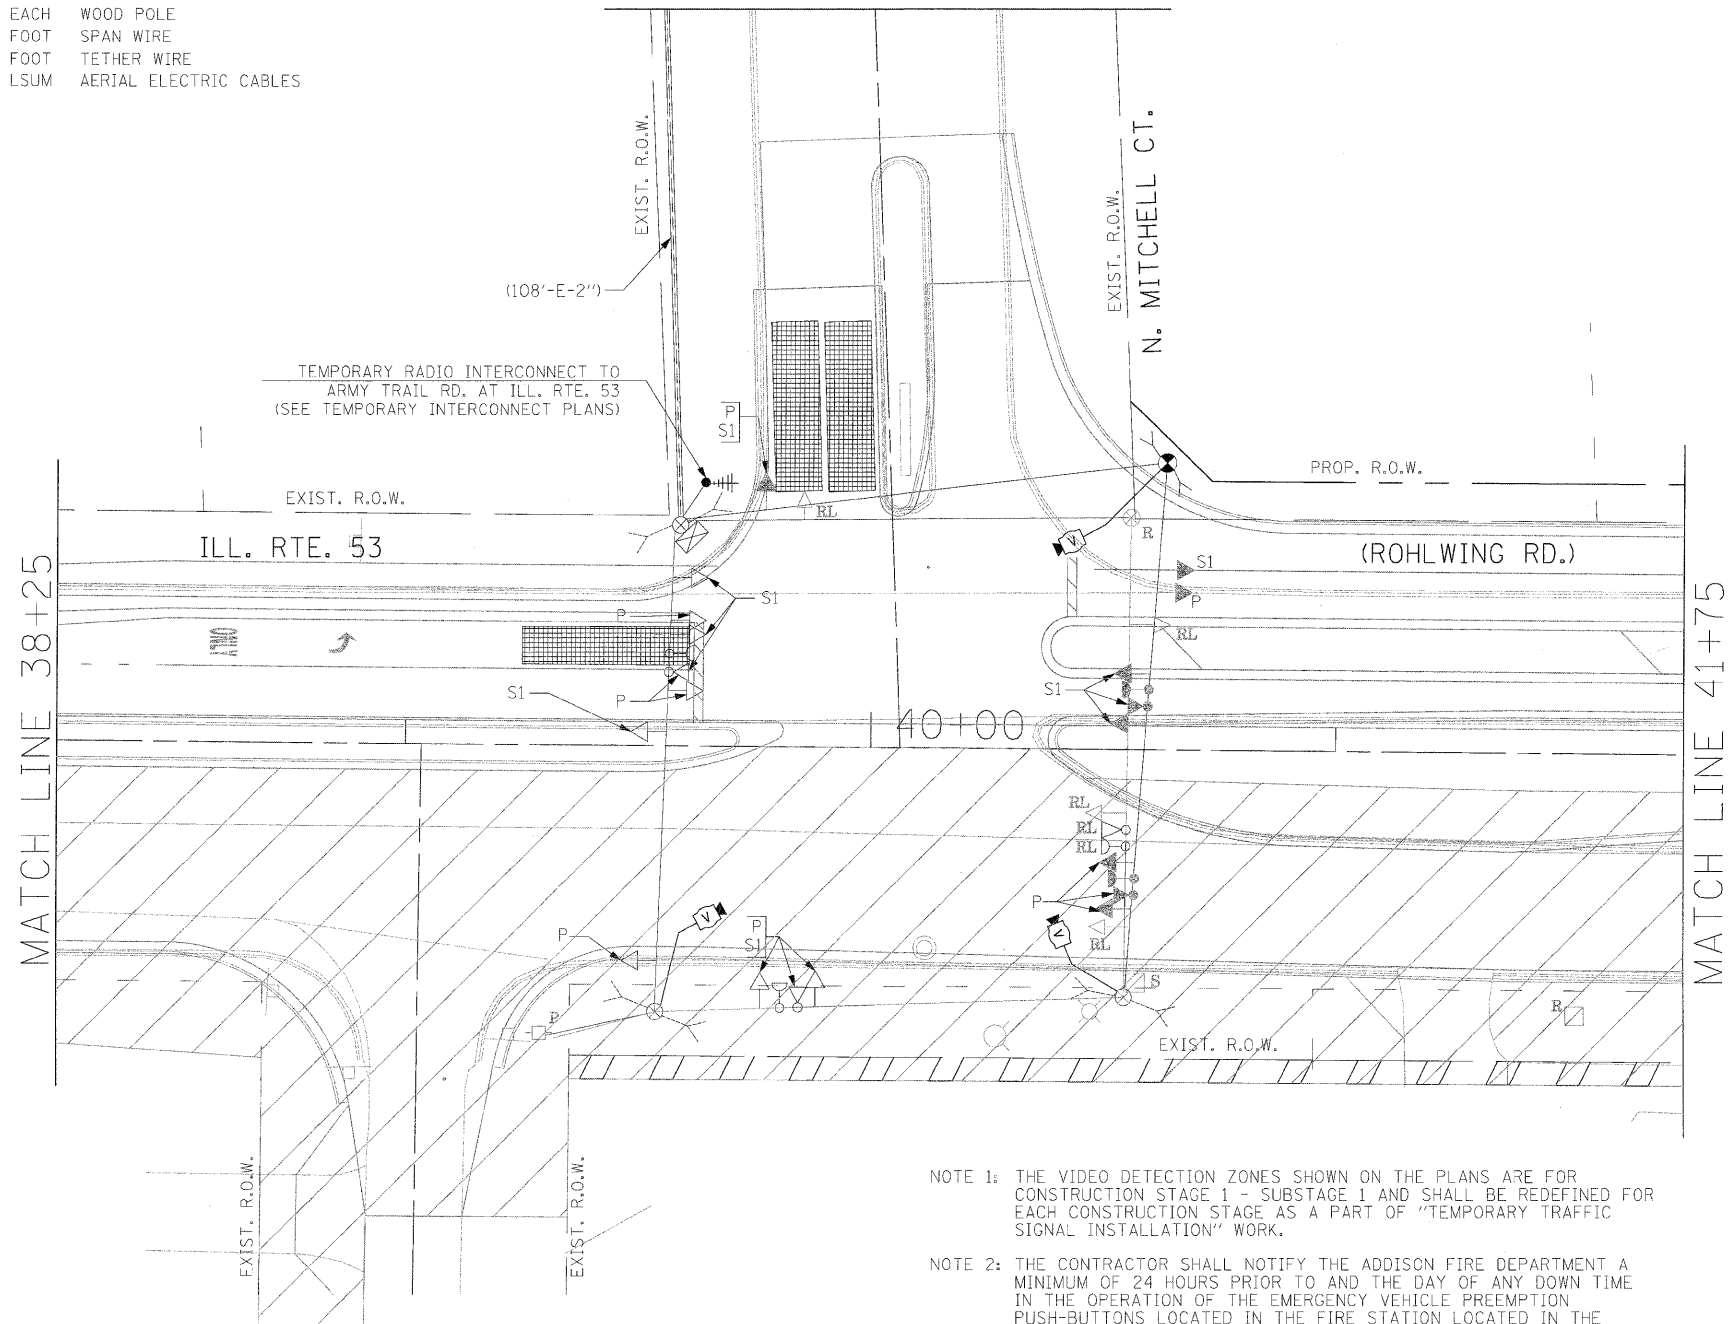 EACH WOOD POLE
FOOT SPAN WIRE
FOOT TETHER WIRE
LSUM AERIAL ELECTRIC CABLES
EXIST. R.O.W.
N. MITCHELL CT.
EXIST. R.O.W.
(108'-E-2")
TEMPORARY RADIO INTERCONNECT TO
ARMY TRAIL RD. AT ILL. RTE. 53
(SEE TEMPORARY INTERCONNECT PLANS)
P
S1
PROP. R.O.W.
EXIST. R.O.W.
RL
R
ILL. RTE. 53
V
(ROHLWING RD.)
S1
MATCH LINE 38+25
MATCH LINE 41+75
S1
P
P
RL
ONLY
S1
P
S1
40+00
RL
RL
RL
P
P
S1
V
P
V
RL
S
P
R
EXIST. R.O.W.
EXIST. R.O.W.
EXIST. R.O.W.
NOTE 1: THE VIDEO DETECTION ZONES SHOWN ON THE PLANS ARE FOR
CONSTRUCTION STAGE 1 - SUBSTAGE 1 AND SHALL BE REDEFINED FOR
EACH CONSTRUCTION STAGE AS A PART OF "TEMPORARY TRAFFIC
SIGNAL INSTALLATION" WORK.
NOTE 2: THE CONTRACTOR SHALL NOTIFY THE ADDISON FIRE DEPARTMENT A
MINIMUM OF 24 HOURS PRIOR TO AND THE DAY OF ANY DOWN TIME
IN THE OPERATION OF THE EMERGENCY VEHICLE PREEMPTION
PUSH-BUTTONS LOCATED IN THE FIRE STATION LOCATED IN THE